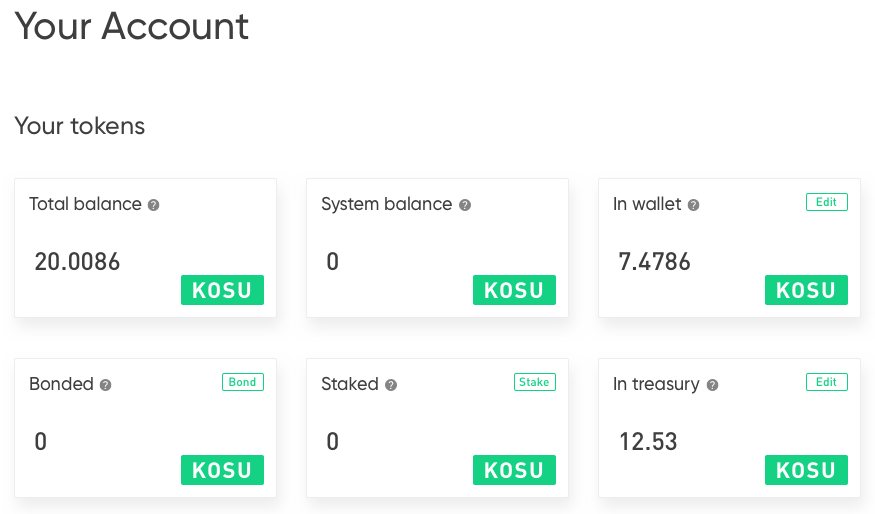 Your Account
Your tokens
Total balance ?
20.0086
KOSU
System balance ?
0
KOSU
In wallet ?
Edit
7.4786
KOSU
Bonded ?
Bond
0
KOSU
Staked ?
Stake
0
KOSU
In treasury ?
Edit
12.53
KOSU